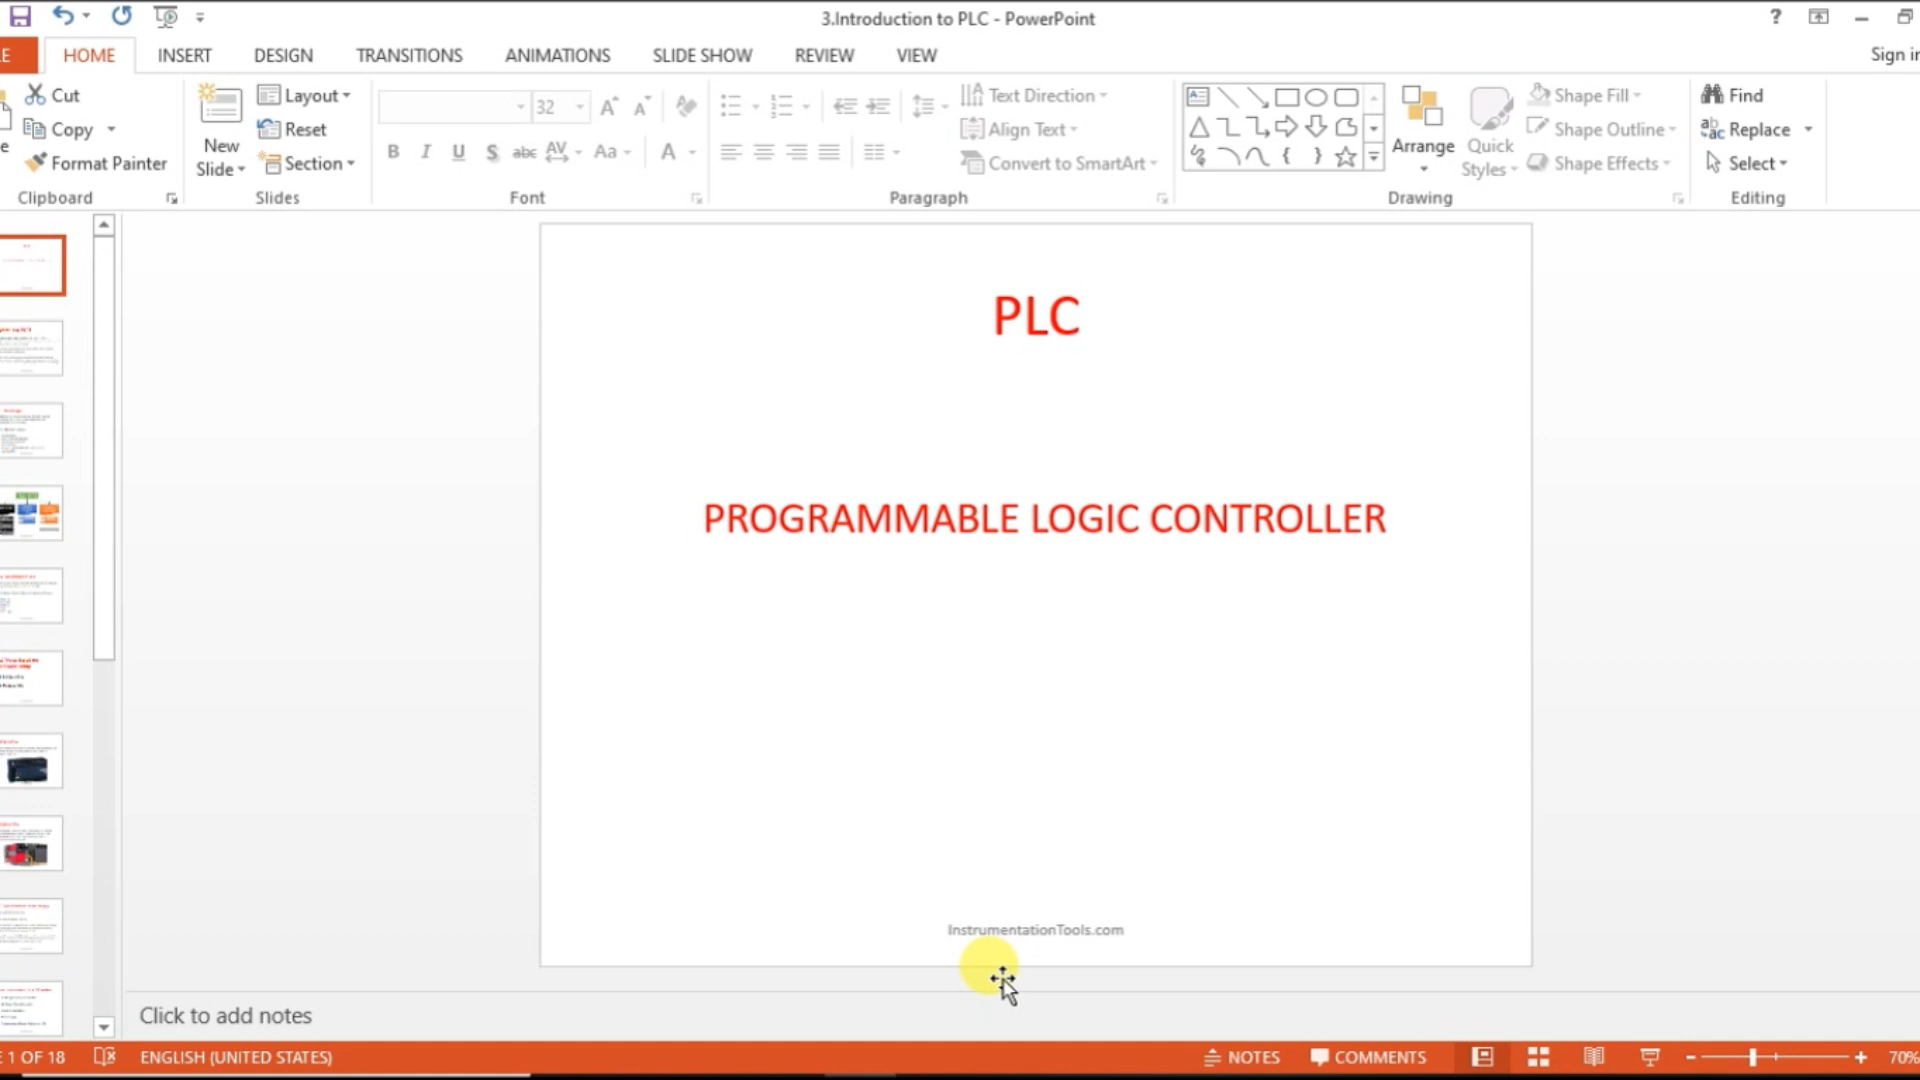 3.Introduction to PLC - PowerPoint
HOME INSERT DESIGN TRANSITIONS ANIMATIONS SLIDE SHOW REVIEW VIEW
Cut
Copy
Format Painter
Clipboard
New
Slide
Layout
Reset
Section
Slides
32
B I U S abc AV Aa A
Font
Text Direction
Align Text
Convert to SmartArt
Paragraph
Arrange
Quick
Styles
Shape Fill
Shape Outline
Shape Effects
Drawing
Find
Replace
Select
Editing
PLC
PROGRAMMABLE LOGIC CONTROLLER
InstrumentationTools.com
Click to add notes
1 OF 18 ENGLISH (UNITED STATES) NOTES COMMENTS 70%